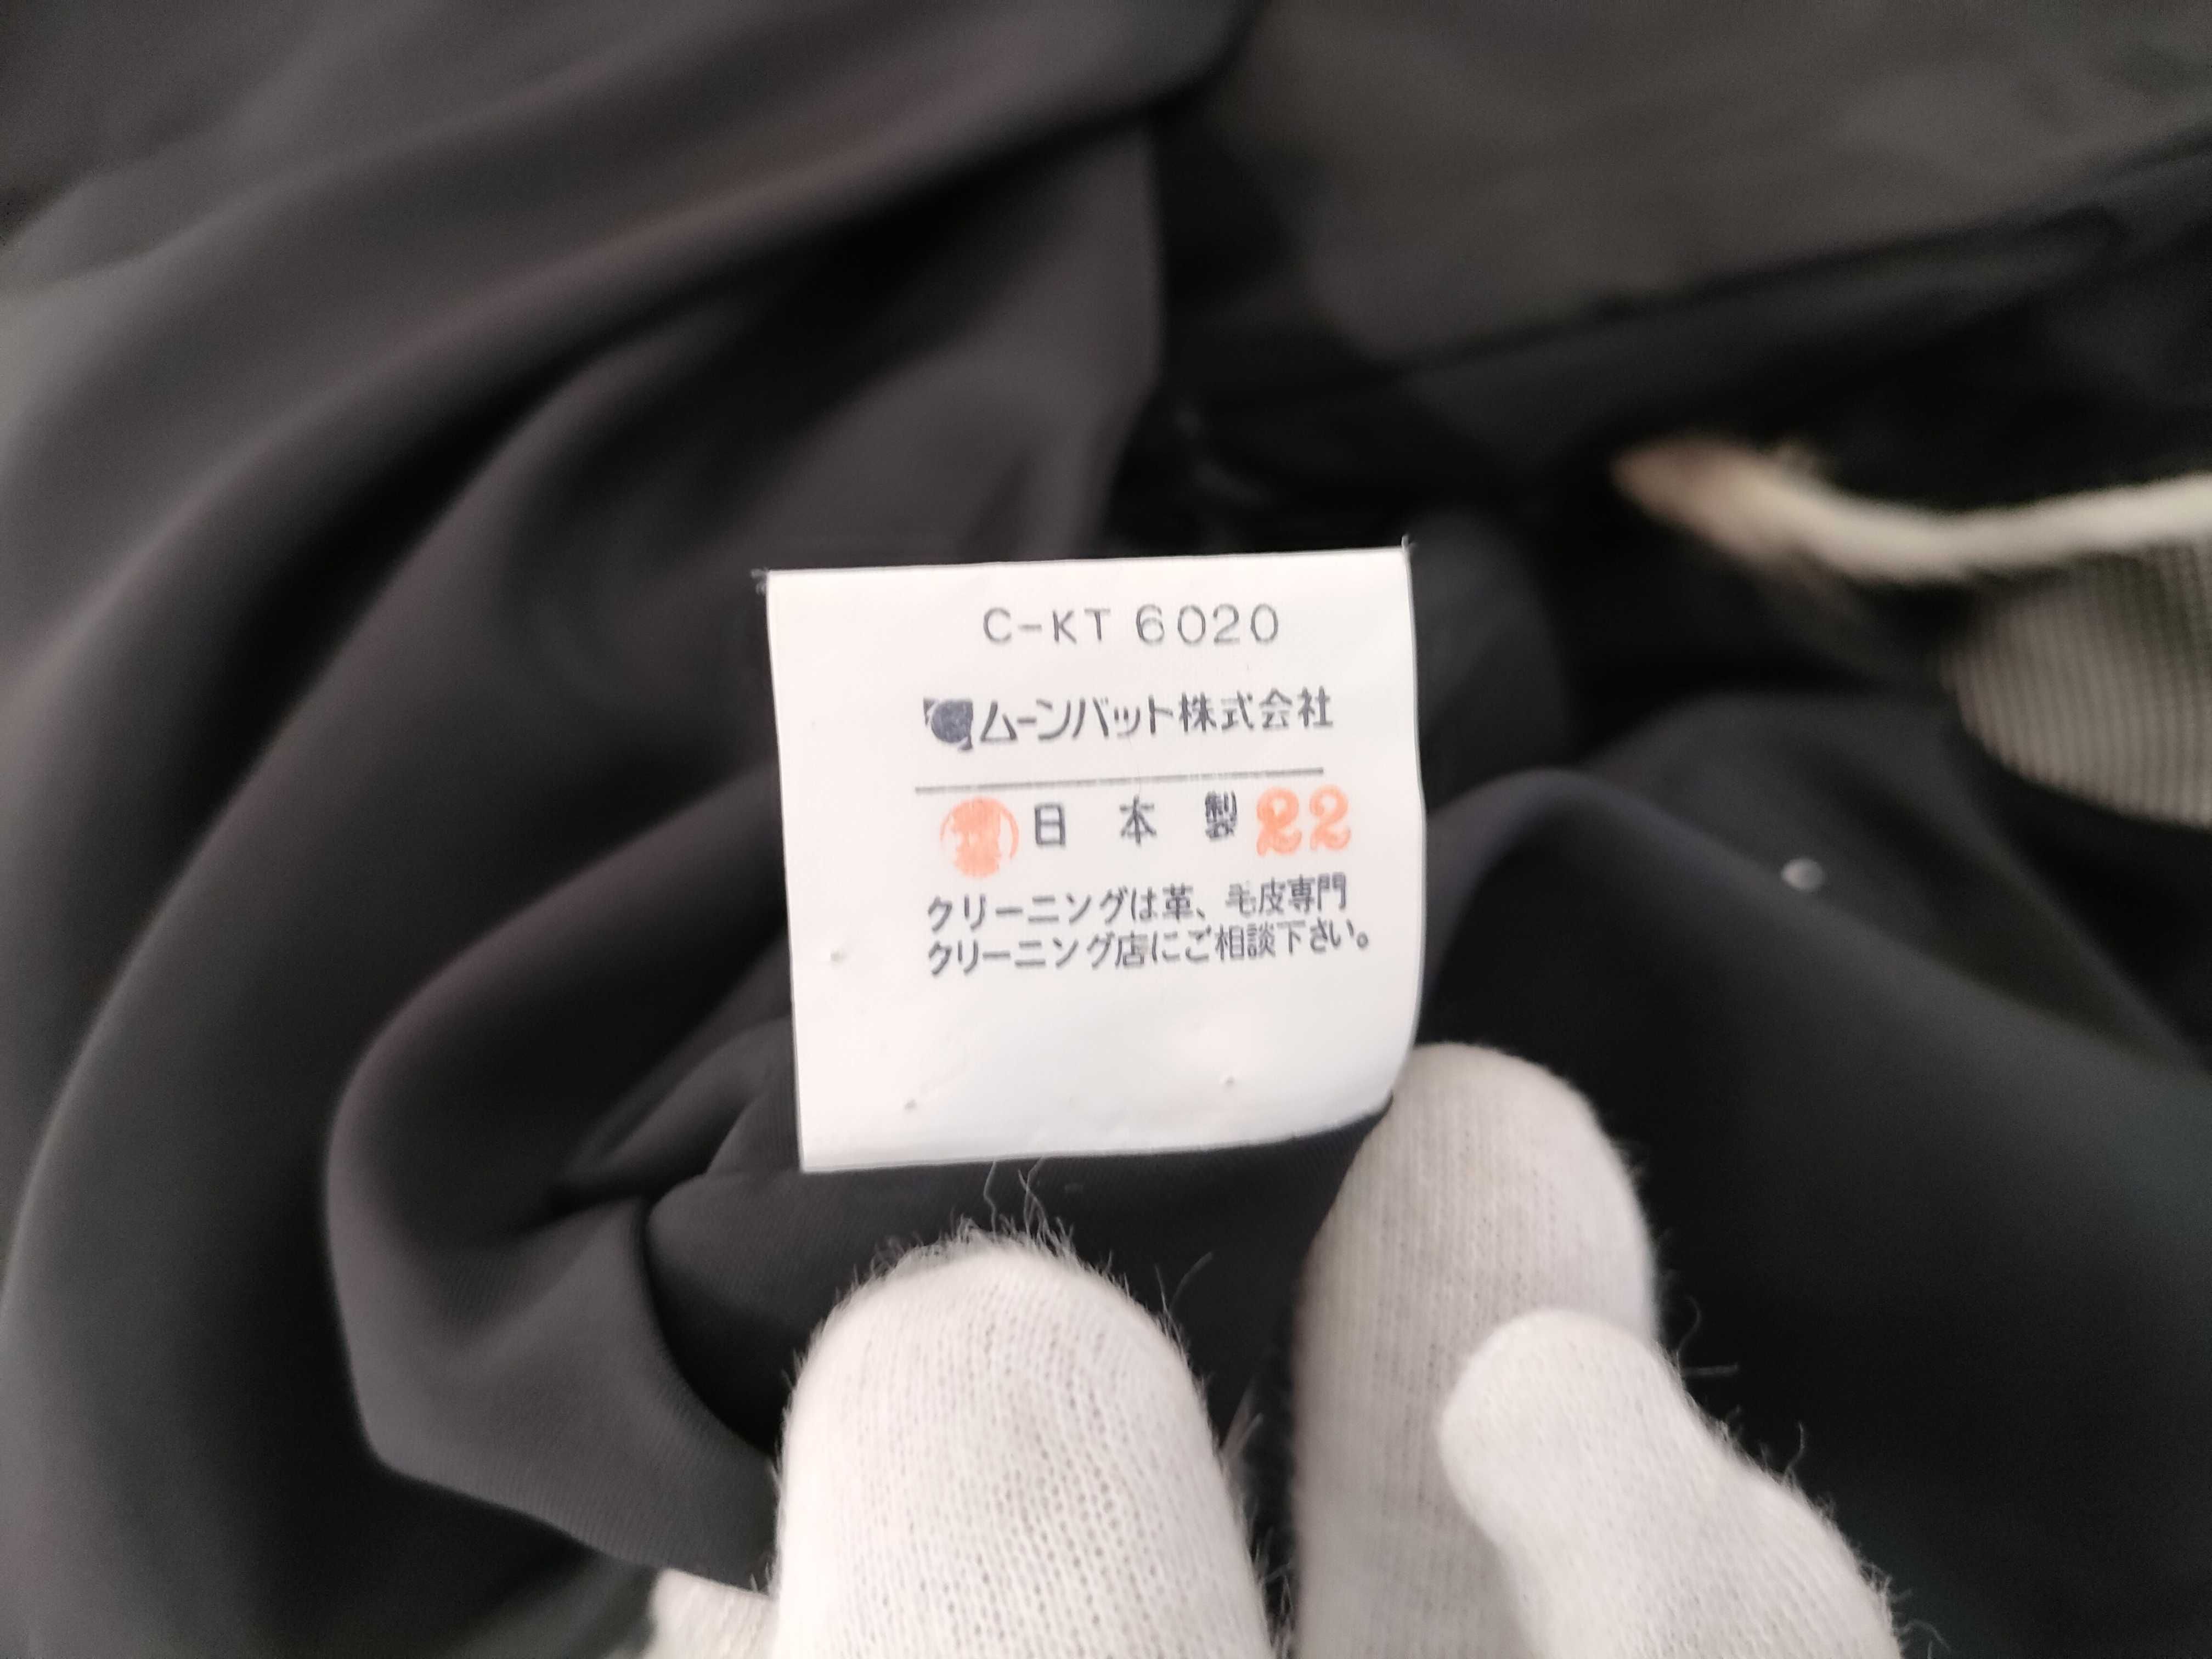 C-KT 6020
ムーンバット株式会社
日本製 22
クリーニングは革、毛皮専門
クリーニング店にご相談下さい。